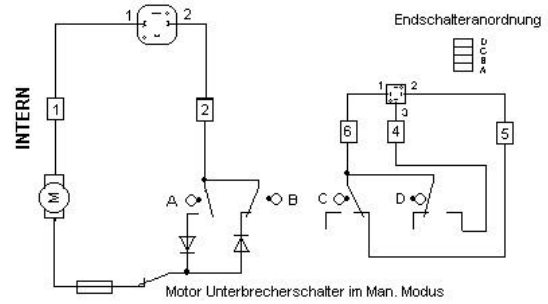 Endschalteranordnung
D
C
B
A
1 2
1 2
3
INTERN
1
2
6
4
5
M
A
B
C
D
Motor Unterbrecherschalter im Man. Modus